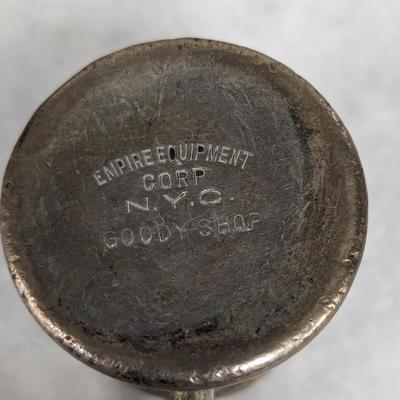 EMPIRE EQUIPMENT
CORP
N.Y.C.
GOODY SHOP